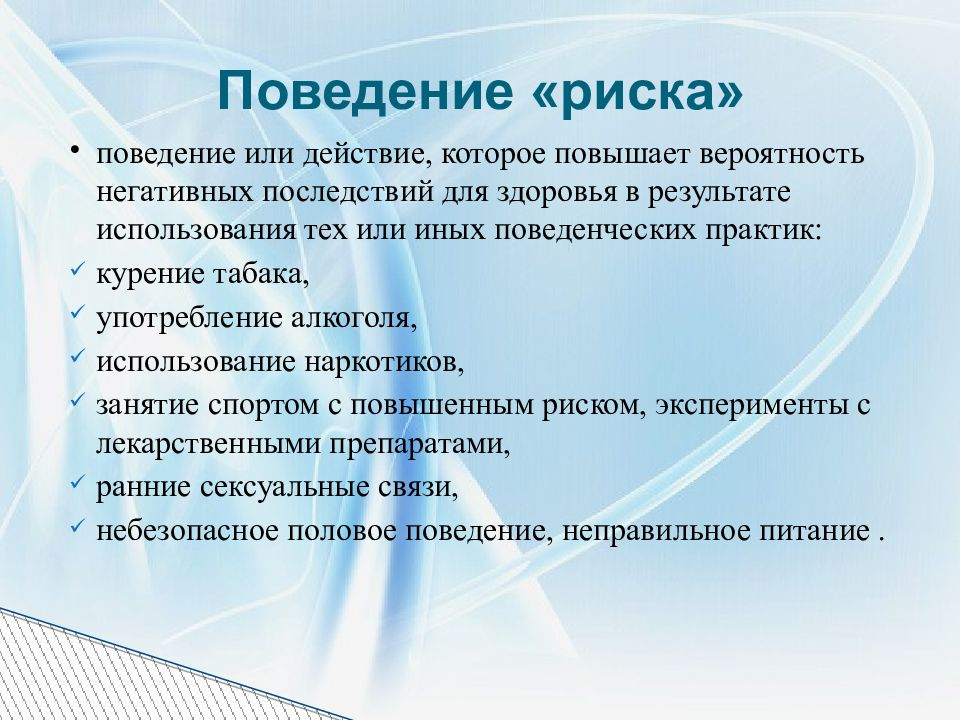 Поведение «риска»
• поведение или действие, которое повышает вероятность
негативных последствий для здоровья в результате
использования тех или иных поведенческих практик:
✓ курение табака,
✓ употребление алкоголя,
✓ использование наркотиков,
✓ занятие спортом с повышенным риском, эксперименты с
лекарственными препаратами,
✓ ранние сексуальные связи,
✓ небезопасное половое поведение, неправильное питание .